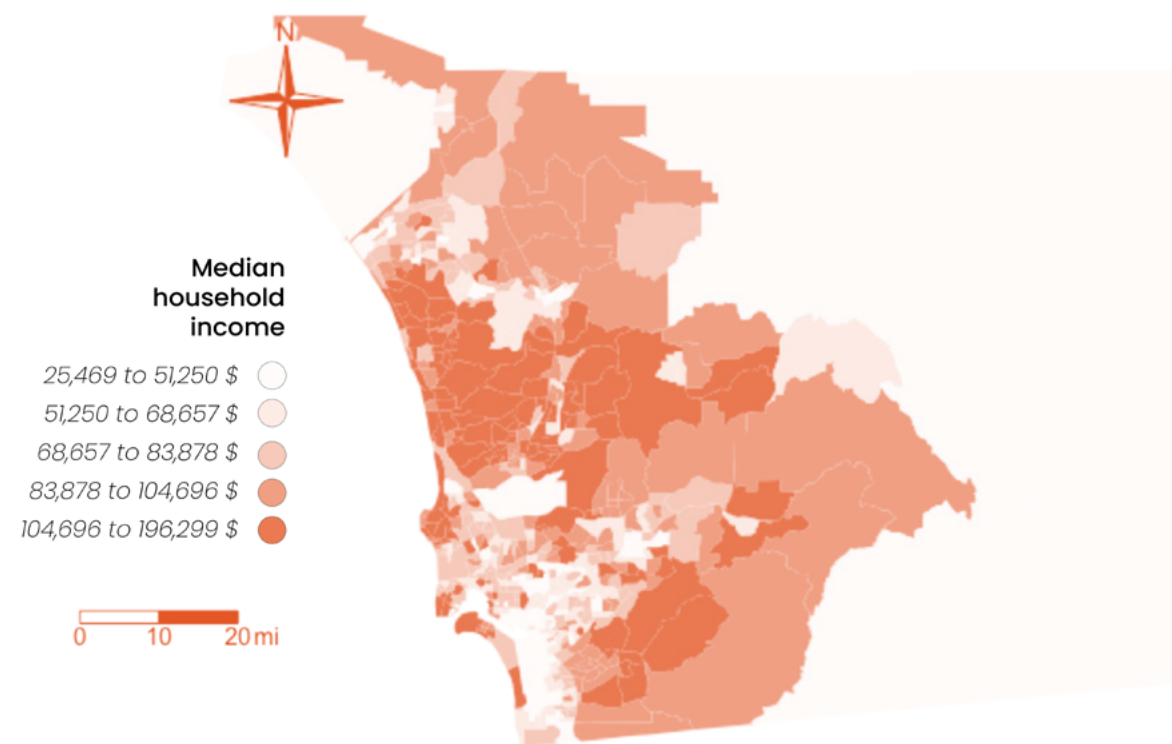 N
Median
household
income
25,469 to 51,250 $
51,250 to 68,657 $
68,657 to 83,878 $
83,878 to 104,696 $
104,696 to 196,299 $
0 10 20 mi